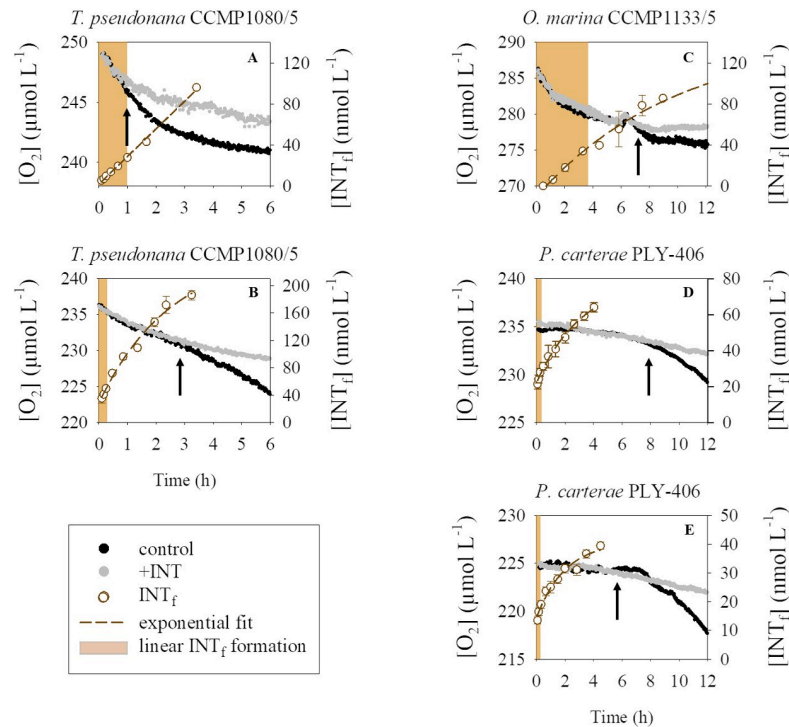 T. pseudonana CCMP1080/5
250
245
240
[O2] (µmol L-1)
A
120
80
40
0
[INTf] (nmol L-1)
0 1 2 3 4 5 6
O. marina CCMP1133/5
290
285
280
275
270
[O2] (µmol L-1)
C
120
80
40
0
[INTf] (nmol L-1)
0 2 4 6 8 10 12
T. pseudonana CCMP1080/5
240
235
230
225
220
[O2] (µmol L-1)
B
200
160
120
80
40
0
[INTf] (nmol L-1)
0 1 2 3 4 5 6
Time (h)
P. carterae PLY-406
240
235
230
225
[O2] (µmol L-1)
D
80
60
40
20
0
[INTf] (nmol L-1)
0 2 4 6 8 10 12
P. carterae PLY-406
230
225
220
215
[O2] (µmol L-1)
E
50
40
30
20
10
0
[INTf] (nmol L-1)
0 2 4 6 8 10 12
Time (h)
control
+INT
INTf
exponential fit
linear INTf formation